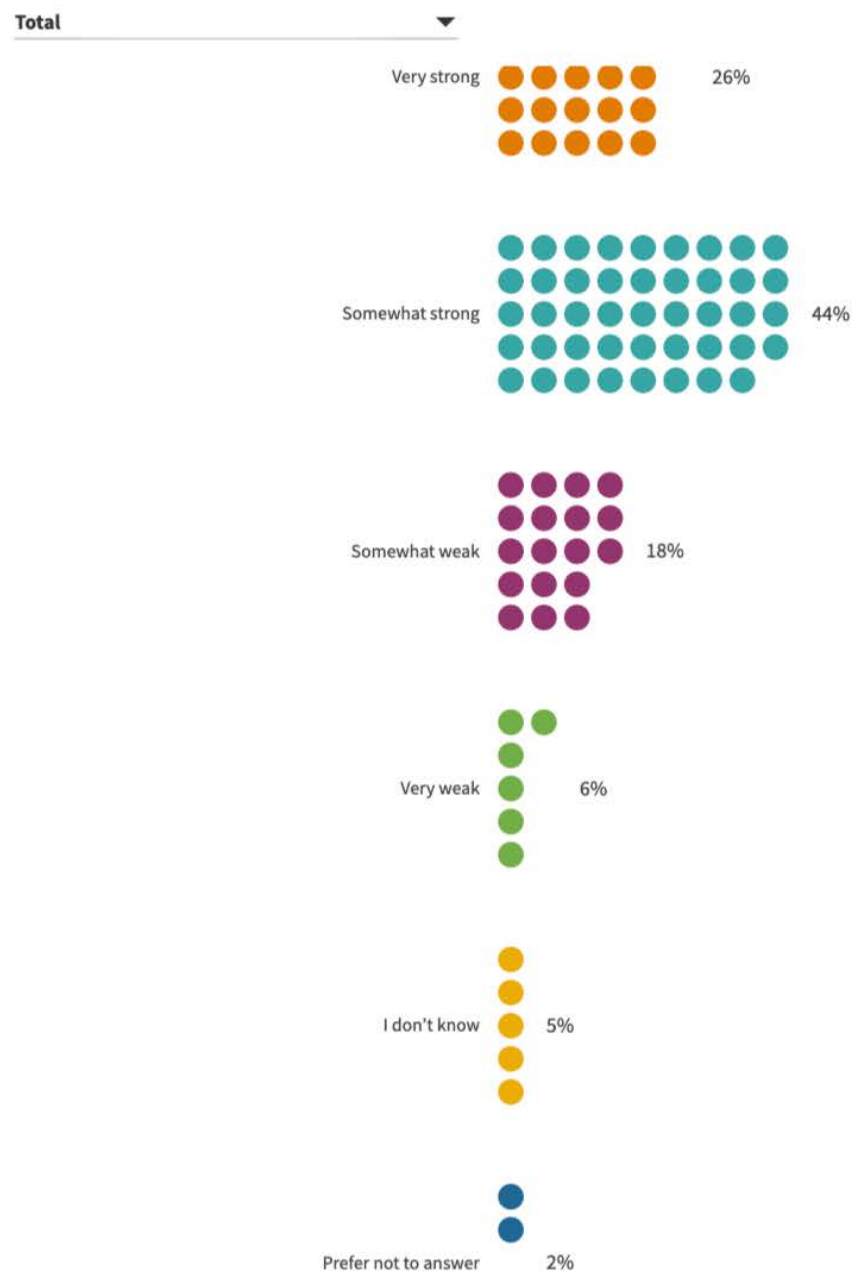 Total
Very strong 26%
Somewhat strong 44%
Somewhat weak 18%
Very weak 6%
I don’t know 5%
Prefer not to answer 2%